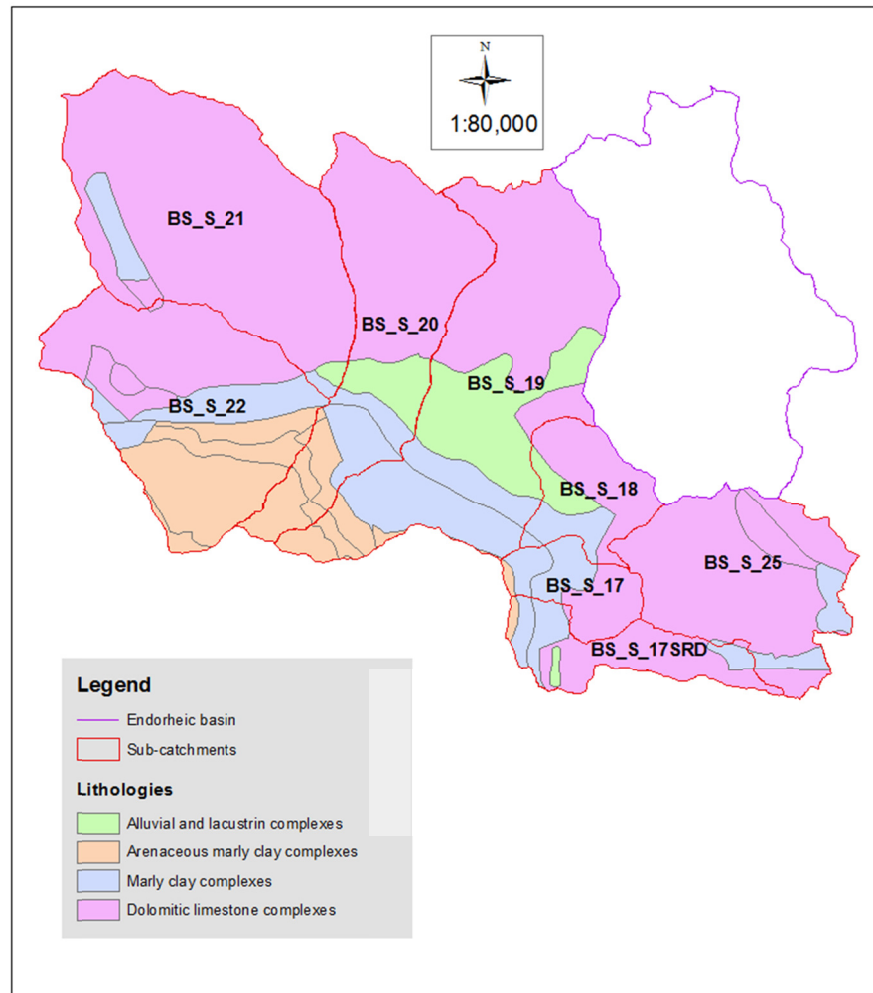 N
1:80,000
BS_S_21
BS_S_20
BS_S_19
BS_S_22
BS_S_18
BS_S_25
BS_S_17
BS_S_17SRD
Legend
Endorheic basin
Sub-catchments
Lithologies
Alluvial and lacustrin complexes
Arenaceous marly clay complexes
Marly clay complexes
Dolomitic limestone complexes